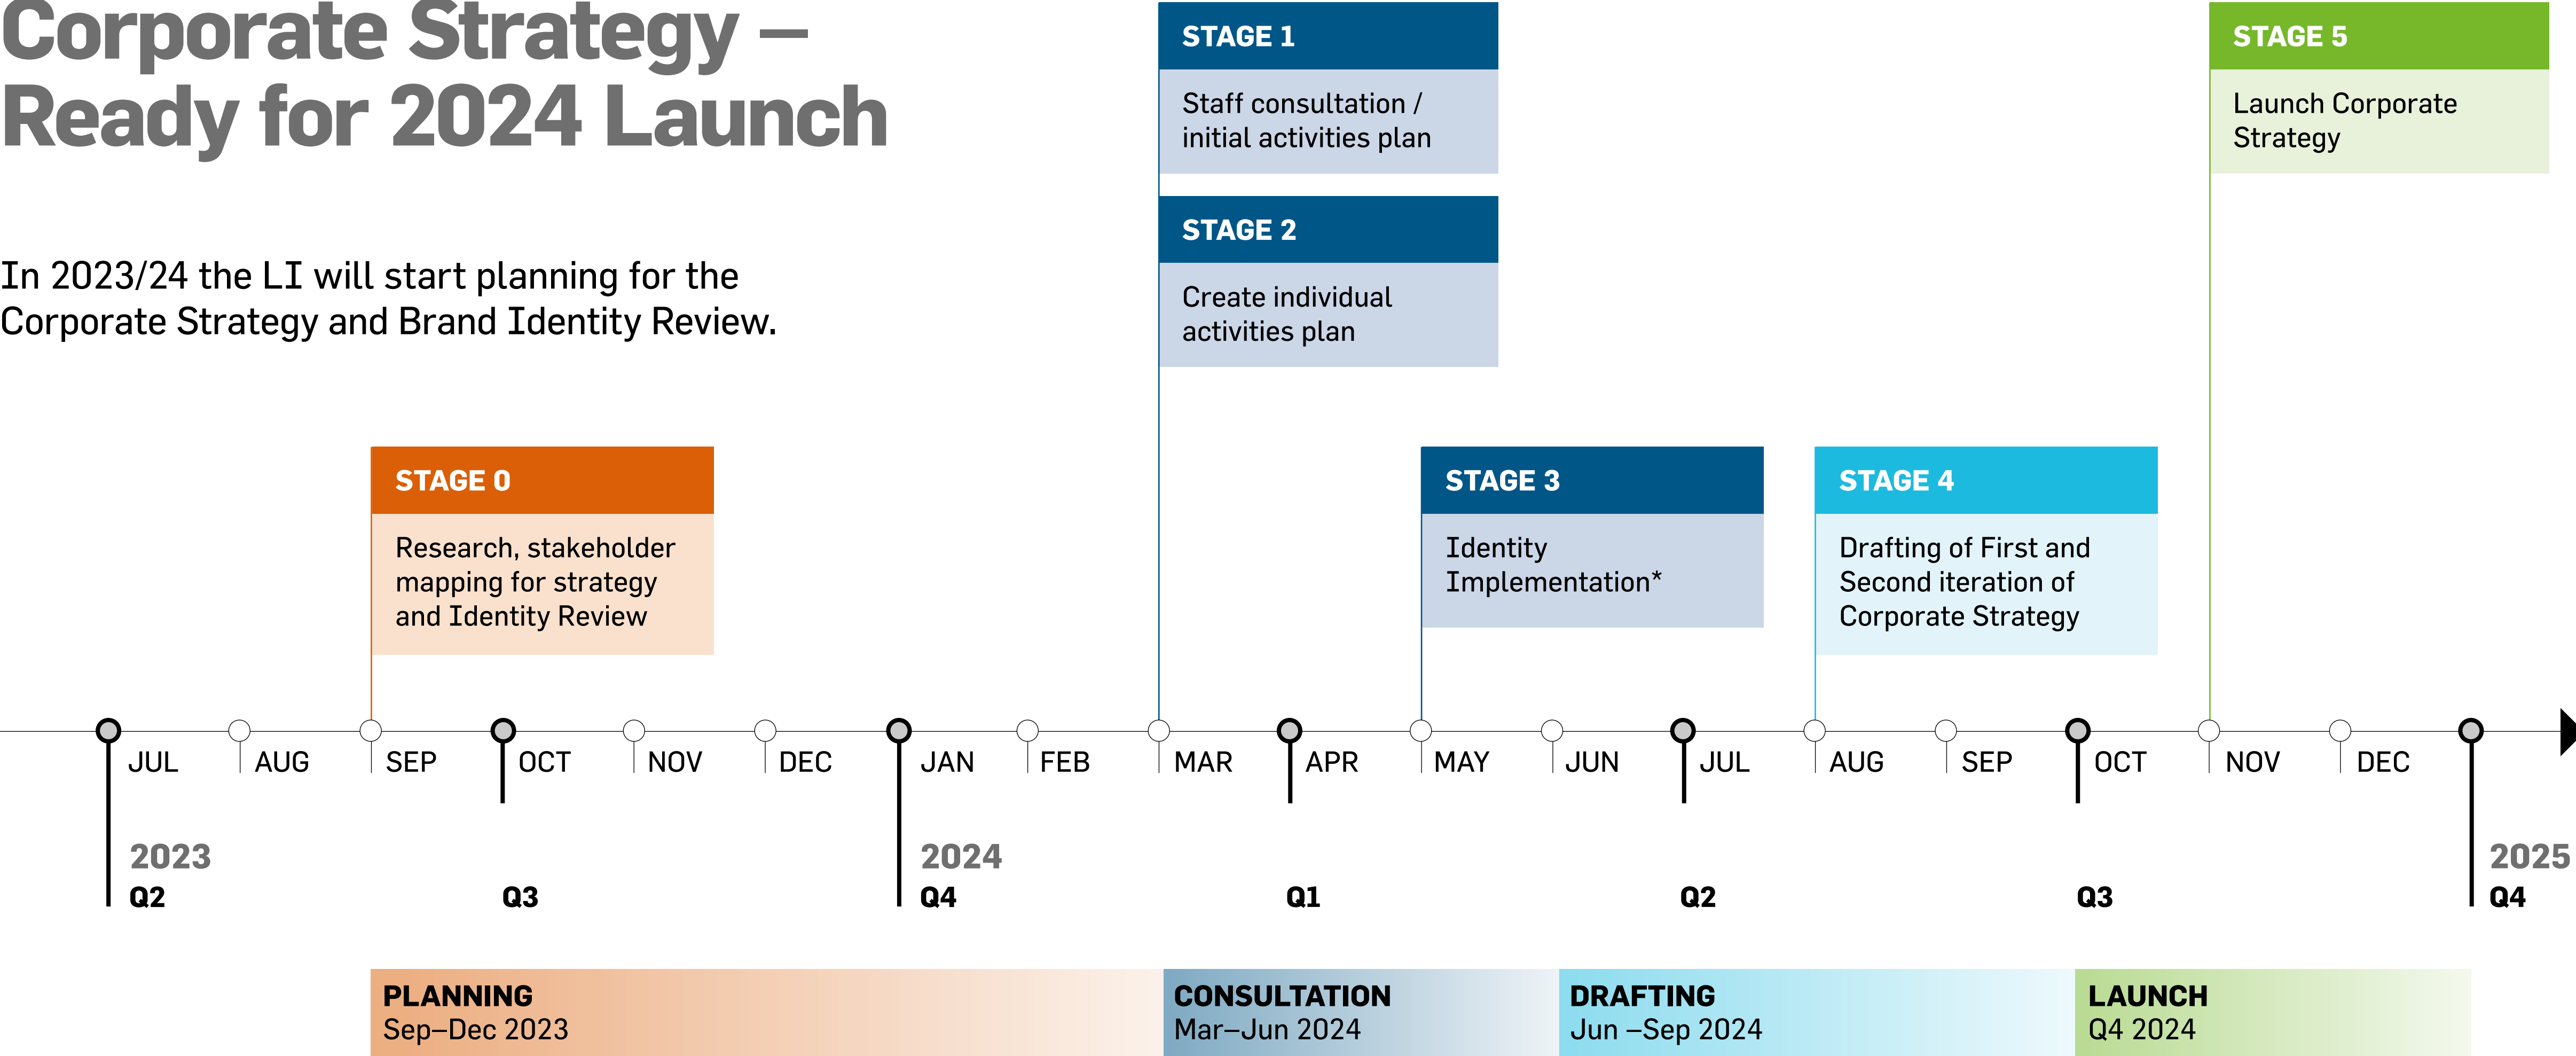 Corporate Strategy –
Ready for 2024 Launch
In 2023/24 the LI will start planning for the
Corporate Strategy and Brand Identity Review.
STAGE 0
Research, stakeholder
mapping for strategy
and Identity Review
STAGE 1
Staff consultation /
initial activities plan
STAGE 2
Create individual
activities plan
STAGE 3
Identity
Implementation*
STAGE 4
Drafting of First and
Second iteration of
Corporate Strategy
STAGE 5
Launch Corporate
Strategy
JUL AUG SEP OCT NOV DEC JAN FEB MAR APR MAY JUN JUL AUG SEP OCT NOV DEC
2023 2024 2025
Q2 Q3 Q4 Q1 Q2 Q3 Q4
PLANNING
Sep–Dec 2023
CONSULTATION
Mar–Jun 2024
DRAFTING
Jun –Sep 2024
LAUNCH
Q4 2024